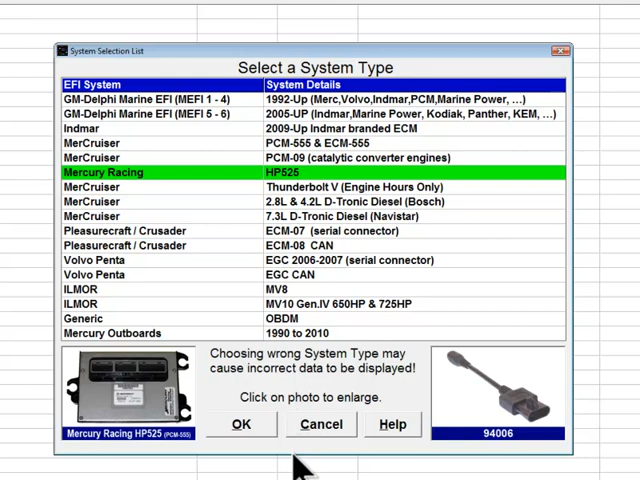 System Selection List
Select a System Type
EFI System System Details
GM-Delphi Marine EFI (MEFI 1 - 4) 1992-Up (Merc,Volvo,Indmar,PCM,Marine Power, ...)
GM-Delphi Marine EFI (MEFI 5 - 6) 2005-UP (Indmar,Marine Power, Kodiak, Panther, KEM, ...)
Indmar 2009-Up Indmar branded ECM
MerCruiser PCM-555 & ECM-555
MerCruiser PCM-09 (catalytic converter engines)
Mercury Racing HP525
MerCruiser Thunderbolt V (Engine Hours Only)
MerCruiser 2.8L & 4.2L D-Tronic Diesel (Bosch)
MerCruiser 7.3L D-Tronic Diesel (Navistar)
Pleasurecraft / Crusader ECM-07 (serial connector)
Pleasurecraft / Crusader ECM-08 CAN
Volvo Penta EGC 2006-2007 (serial connector)
Volvo Penta EGC CAN
ILMOR MV8
ILMOR MV10 Gen.IV 650HP & 725HP
Generic OBDM
Mercury Outboards 1990 to 2010
Choosing wrong System Type may
cause incorrect data to be displayed!
Click on photo to enlarge.
OK Cancel Help
Mercury Racing HP525 (PCM-555)
94006